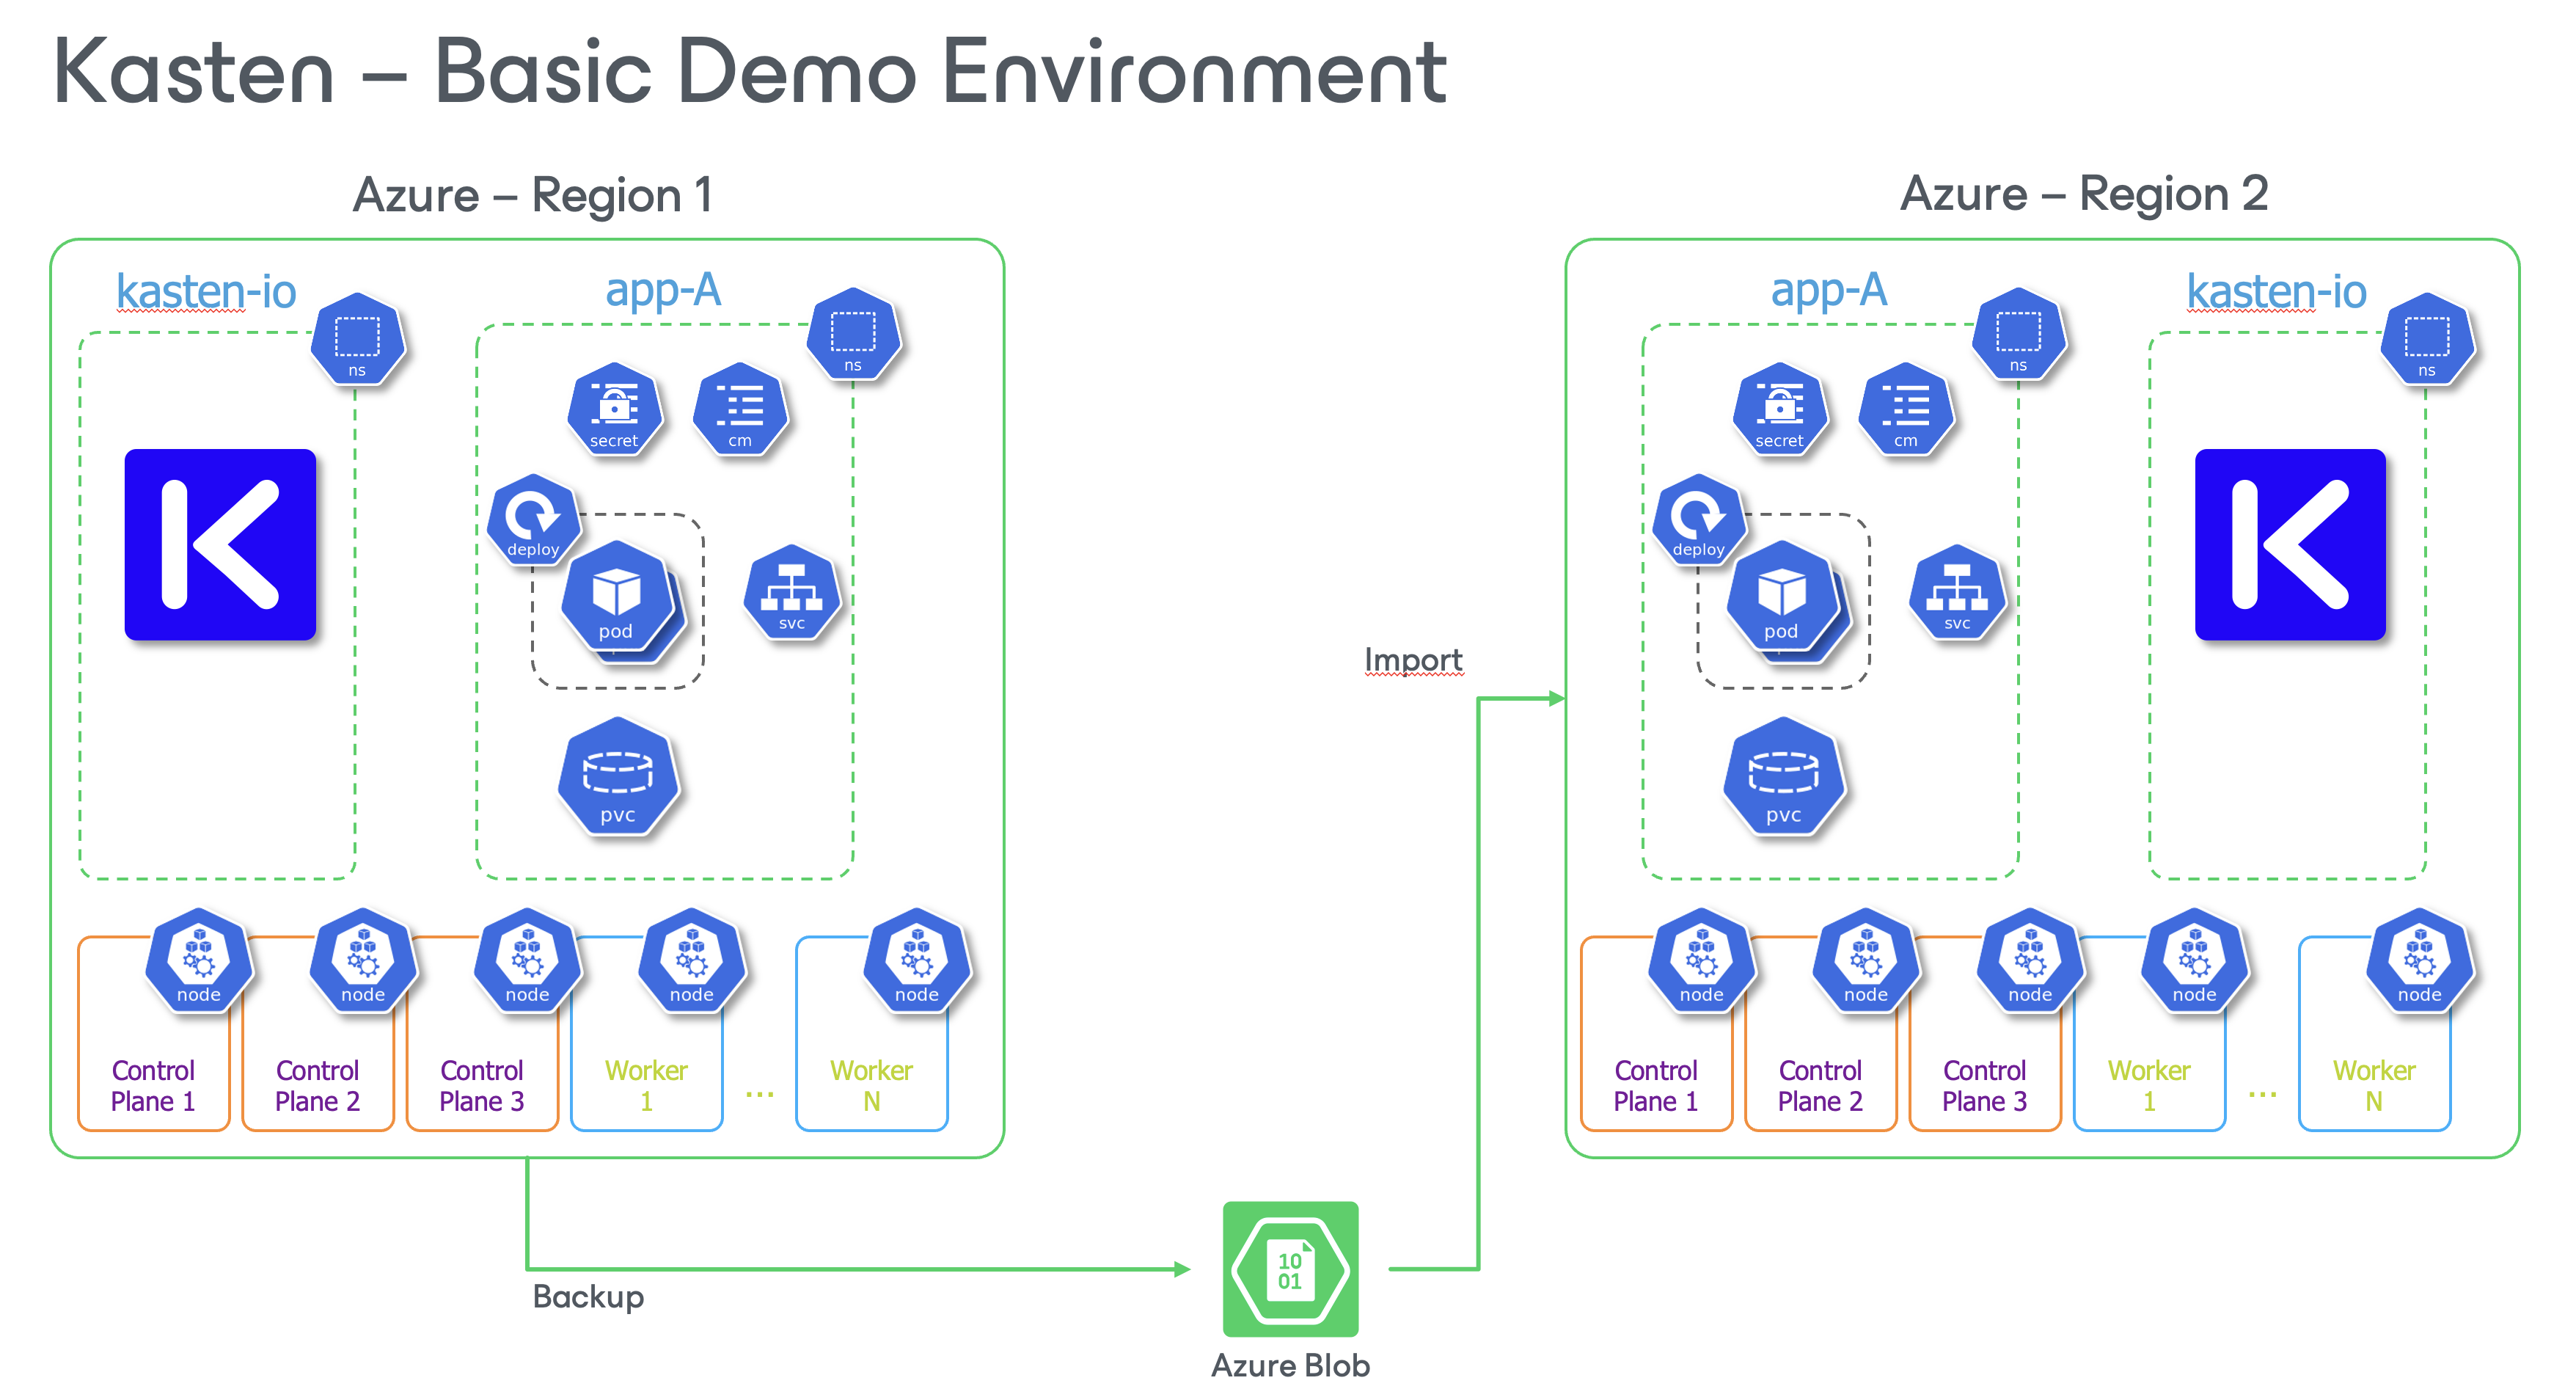 Kasten – Basic Demo Environment
Azure – Region 1
kasten-io
ns
app-A
ns
secret
cm
deploy
pod
svc
pvc
node
node
node
node
node
Control
Plane 1
Control
Plane 2
Control
Plane 3
Worker
1
...
Worker
N
Backup
10
01
Azure Blob
Import
Azure – Region 2
app-A
ns
kasten-io
ns
secret
cm
deploy
pod
svc
pvc
node
node
node
node
node
Control
Plane 1
Control
Plane 2
Control
Plane 3
Worker
1
...
Worker
N